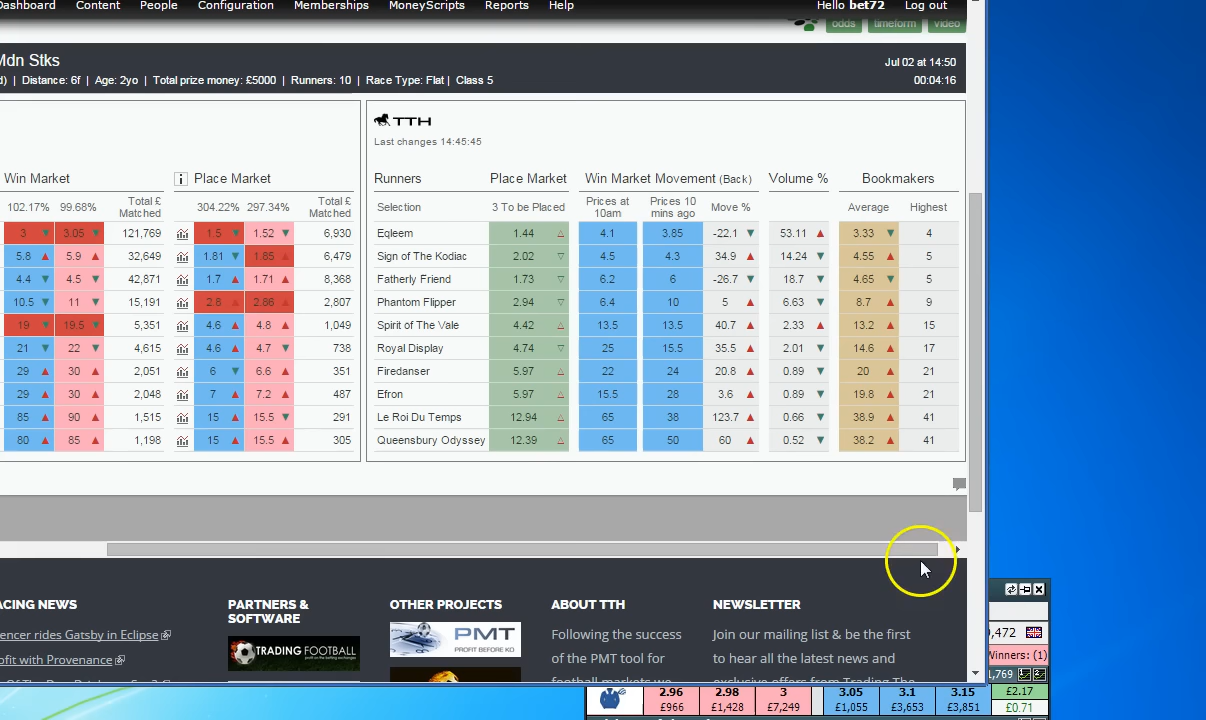 Dashboard Content People Configuration Memberships MoneyScripts Reports Help Hello bet72 Log out
odds timeform video
Mdn Stks Jul 02 at 14:50
d) | Distance: 6f | Age: 2yo | Total prize money: £5000 | Runners: 10 | Race Type: Flat | Class 5 00:04:16
TTH
Last changes 14:45:45
Win Market i Place Market Runners Place Market Win Market Movement (Back) Volume % Bookmakers
102.17% 99.68% Total £ Matched 304.22% 297.34% Total £ Matched Selection 3 To be Placed Prices at 10am Prices 10 mins ago Move % Average Highest
3 3.05 121,769 1.5 1.52 6,930 Eqleem 1.44 4.1 3.85 -22.1 53.11 3.33 4
5.8 5.9 32,649 1.81 1.85 6,479 Sign of The Kodiac 2.02 4.5 4.3 34.9 14.24 4.55 5
4.4 4.5 42,871 1.7 1.71 8,368 Fatherly Friend 1.73 6.2 6 -26.7 18.7 4.65 5
10.5 11 15,191 2.8 2.86 2,807 Phantom Flipper 2.94 6.4 10 5 6.63 8.7 9
19 19.5 5,351 4.6 4.8 1,049 Spirit of The Vale 4.42 13.5 13.5 40.7 2.33 13.2 15
21 22 4,615 4.6 4.7 738 Royal Display 4.74 25 15.5 35.5 2.01 14.6 17
29 30 2,051 6 6.6 351 Firedanser 5.97 22 24 20.8 0.89 20 21
29 30 2,048 7 7.2 487 Efron 5.97 15.5 28 3.6 0.89 19.8 21
85 90 1,515 15 15.5 291 Le Roi Du Temps 12.94 65 38 123.7 0.66 38.9 41
80 85 1,198 15 15.5 305 Queensbury Odyssey 12.39 65 50 60 0.52 38.2 41
ACING NEWS
encer rides Gatsby in Eclipse
ofit with Provenance
PARTNERS &
SOFTWARE
TRADING FOOTBALL
OTHER PROJECTS
PMT
PROFIT BEFORE KO
ABOUT TTH
Following the success
of the PMT tool for
football markets we
NEWSLETTER
Join our mailing list & be the first
to hear all the latest news and
exclusive offers from Trading The
,472
Winners: (1)
1,769
2.96 2.98 3 3.05 3.1 3.15 £2.17
£966 £1,428 £7,249 £1,055 £3,653 £3,851 £0.71